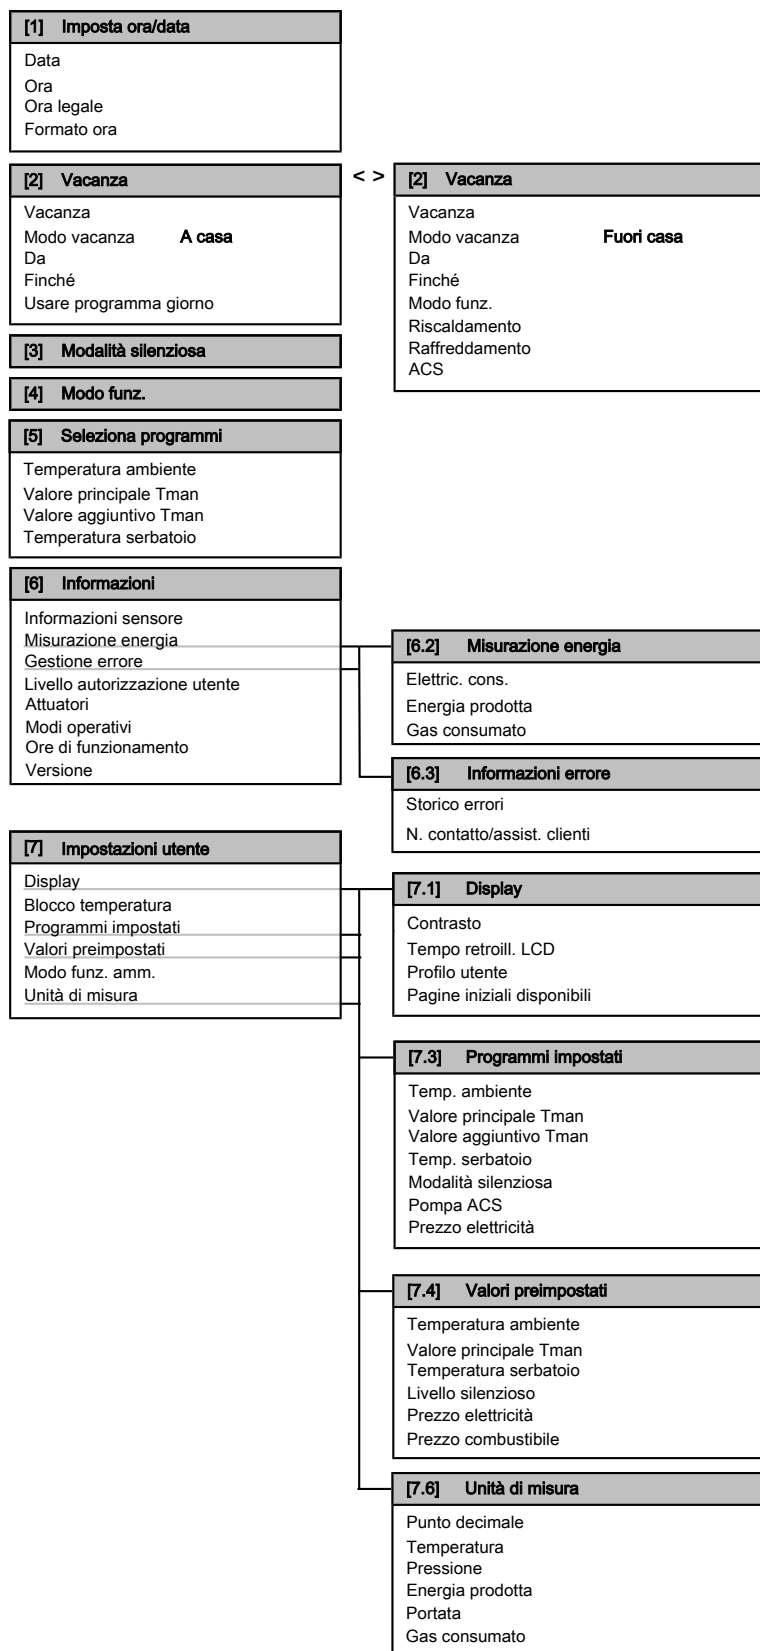 [1] Imposta ora/data
Data
Ora
Ora legale
Formato ora
[2] Vacanza
Vacanza
Modo vacanza A casa
Da
Finché
Usare programma giorno
< >
[2] Vacanza
Vacanza
Modo vacanza Fuori casa
Da
Finché
Modo funz.
Riscaldamento
Raffreddamento
ACS
[3] Modalità silenziosa
[4] Modo funz.
[5] Seleziona programmi
Temperatura ambiente
Valore principale Tman
Valore aggiuntivo Tman
Temperatura serbatoio
[6] Informazioni
Informazioni sensore
Misurazione energia
Gestione errore
Livello autorizzazione utente
Attuatori
Modi operativi
Ore di funzionamento
Versione
[6.2] Misurazione energia
Elettric. cons.
Energia prodotta
Gas consumato
[6.3] Informazioni errore
Storico errori
N. contatto/assist. clienti
[7] Impostazioni utente
Display
Blocco temperatura
Programmi impostati
Valori preimpostati
Modo funz. amm.
Unità di misura
[7.1] Display
Contrasto
Tempo retroill. LCD
Profilo utente
Pagine iniziali disponibili
[7.3] Programmi impostati
Temp. ambiente
Valore principale Tman
Valore aggiuntivo Tman
Temp. serbatoio
Modalità silenziosa
Pompa ACS
Prezzo elettricità
[7.4] Valori preimpostati
Temperatura ambiente
Valore principale Tman
Temperatura serbatoio
Livello silenzioso
Prezzo elettricità
Prezzo combustibile
[7.6] Unità di misura
Punto decimale
Temperatura
Pressione
Energia prodotta
Portata
Gas consumato